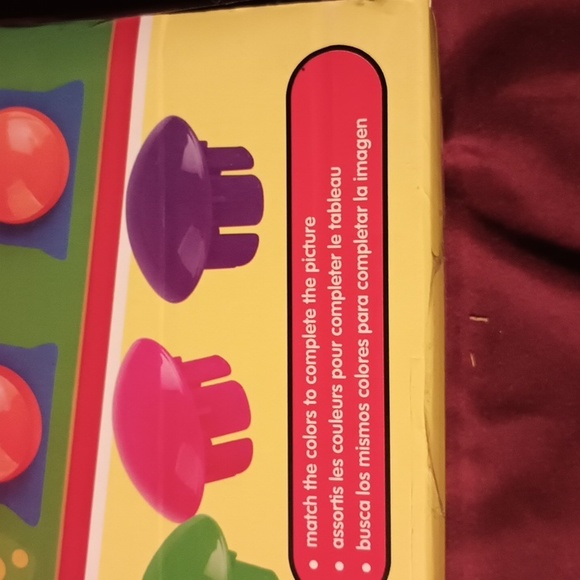 • match the colors to complete the picture
• assortis les couleurs pour completer le tableau
• busca los mismos colores para completar la imagen